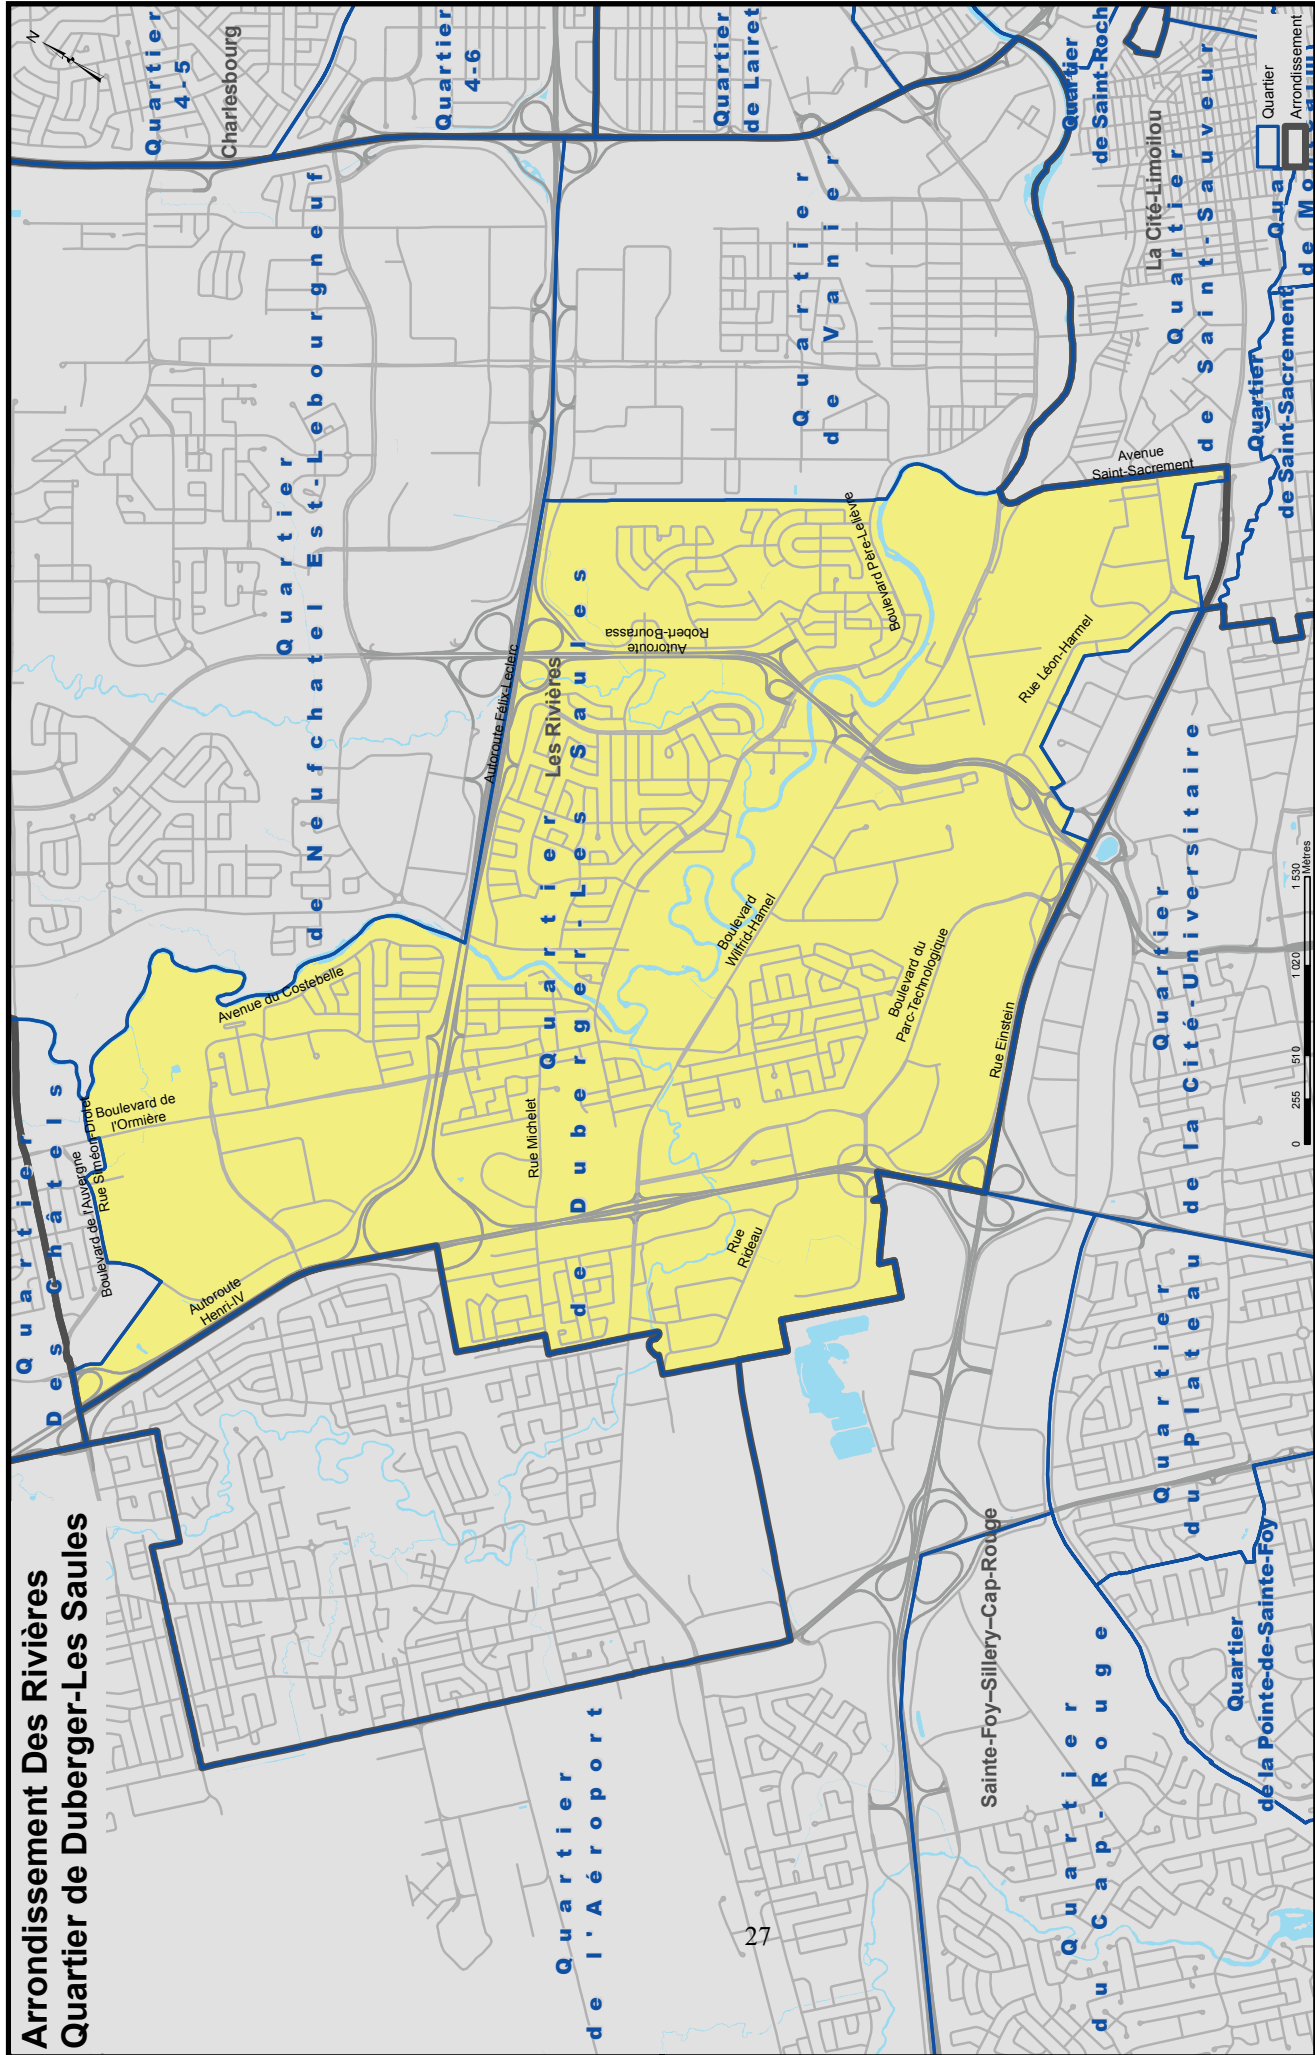 Arrondissement Des Rivières
Quartier de Duberger-Les Saules
N
Quartier
4-5
Charlesbourg
Quartier
4-6
Quartier
de Lairet
Quartier
de Saint-Roch
La Cité-Limoilou
Quartier
de Saint-Sauveur
Quartier
de Saint-Sacrement
Quartier
de Vanier
Quartier
de Neufchatel Est-Lebourgneuf
Quartier
Des Châtels
Boulevard de l'Auvergne
Rue Siméon-Drolet
Boulevard de
l'Ormière
Avenue du Costebelle
Autoroute
Henri-IV
Autoroute Félix-Leclerc
Les Rivières
Quartier
de Duberger-Les Saules
Autoroute
Robert-Bourassa
Boulevard Père-Lelièvre
Avenue
Saint-Sacrement
Rue Léon-Harmel
Boulevard
Wilfrid-Hamel
Boulevard du
Parc-Technologique
Rue Einstein
Rue Michelet
Rue
Rideau
Quartier
de la Cité-Universitaire
Quartier
du Plateau
Quartier
de la Pointe-de-Sainte-Foy
Sainte-Foy–Sillery–Cap-Rouge
Quartier
du Cap-Rouge
Quartier
de l'Aéroport
Quartier
Arrondissement
0 255 510 1 020 1 530
Mètres
27